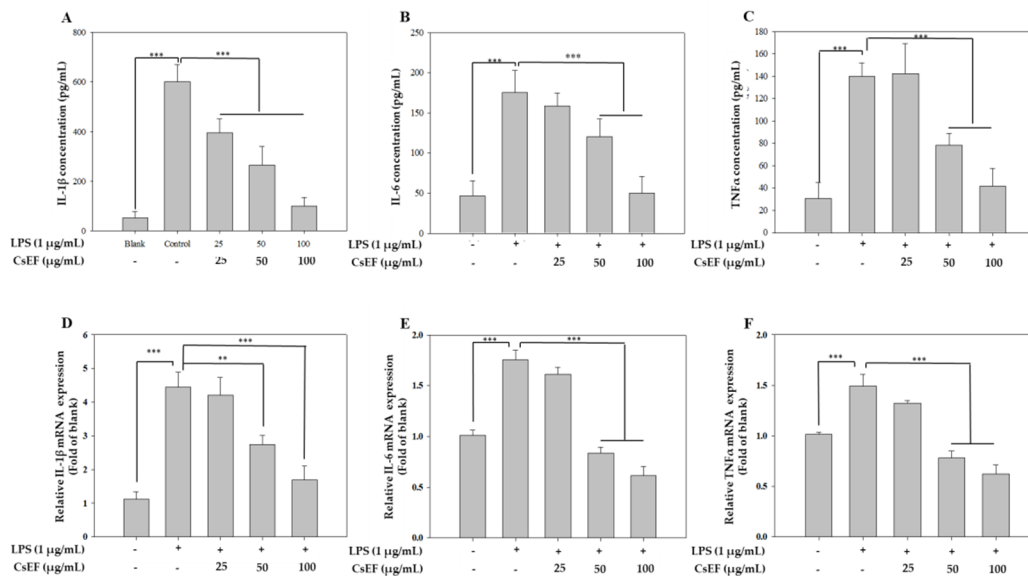 A
IL-1β concentration (pg/mL)
800
600
400
200
0
***
***
Blank Control 25 50 100
LPS (1 μg/mL)
CsEF (μg/mL) - - 25 50 100
B
IL-6 concentration (pg/mL)
250
200
150
100
50
0
***
***
LPS (1 μg/mL) + + + +
CsEF (μg/mL) - - 25 50 100
C
TNFα concentration (pg/mL)
180
160
140
120
100
80
60
40
20
0
***
***
LPS (1 μg/mL) - + + + +
CsEF (μg/mL) - - 25 50 100
D
Relative IL-1β mRNA expression
(Fold of blank)
6
5
4
3
2
1
0
***
***
**
LPS (1 μg/mL) - + + + +
CsEF (μg/mL) - - 25 50 100
E
Relative IL-6 mRNA expression
(Fold of blank)
2.0
1.5
1.0
0.5
0.0
***
***
LPS (1 μg/mL) - + + + +
CsEF (μg/mL) - - 25 50 100
F
Relative TNFα mRNA expression
(Fold of blank)
2.0
1.5
1.0
0.5
0.0
***
***
LPS (1 μg/mL) - + + + +
CsEF (μg/mL) - - 25 50 100